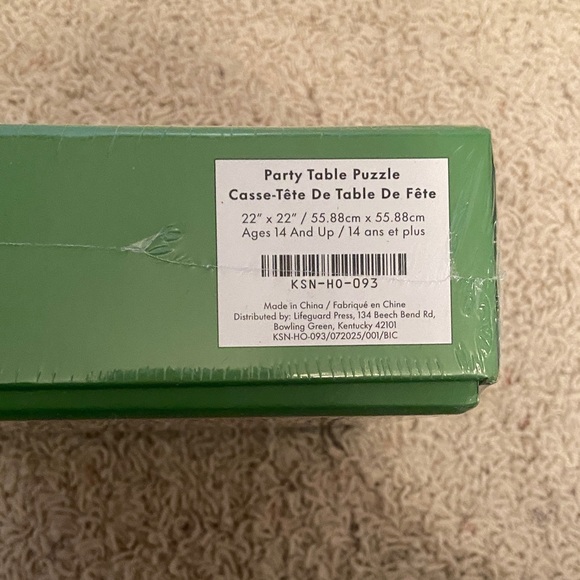 Party Table Puzzle
Casse-Tête De Table De Fête
22" x 22" / 55.88cm x 55.88cm
Ages 14 And Up / 14 ans et plus
KSN-HO-093
Made in China / Fabriqué en Chine
Distributed by: Lifeguard Press, 134 Beech Bend Rd,
Bowling Green, Kentucky 42101
KSN-HO-093/072025/001/BIC